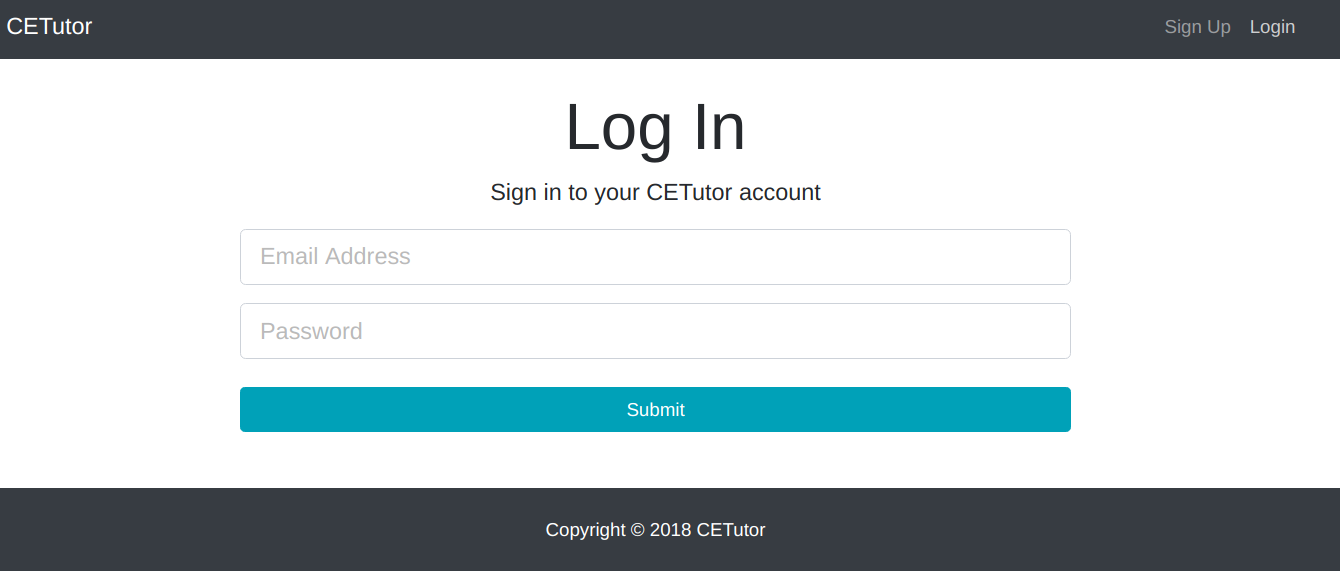 CETutor
Sign Up Login
Log In
Sign in to your CETutor account
Email Address
Password
Submit
Copyright © 2018 CETutor